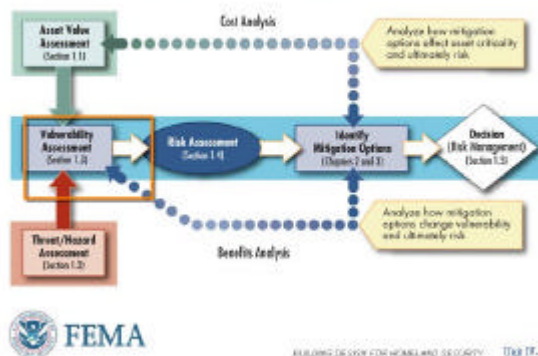 Asset Value
Assessment
(Section 1.1)
Cost Analysis
Analyze how mitigation
options affect asset criticality
and ultimately risk
Vulnerability
Assessment
(Section 1.3)
Risk Assessment
(Section 1.4)
Identify
Mitigation Options
(Chapters 2 and 3)
Decision
(Risk Management)
(Section 1.5)
Threat/Hazard
Assessment
(Section 1.2)
Benefits Analysis
Analyze how mitigation
options change vulnerability
and ultimately risk
FEMA
BUILDING DESIGN FOR HOMELAND SECURITY
Unit